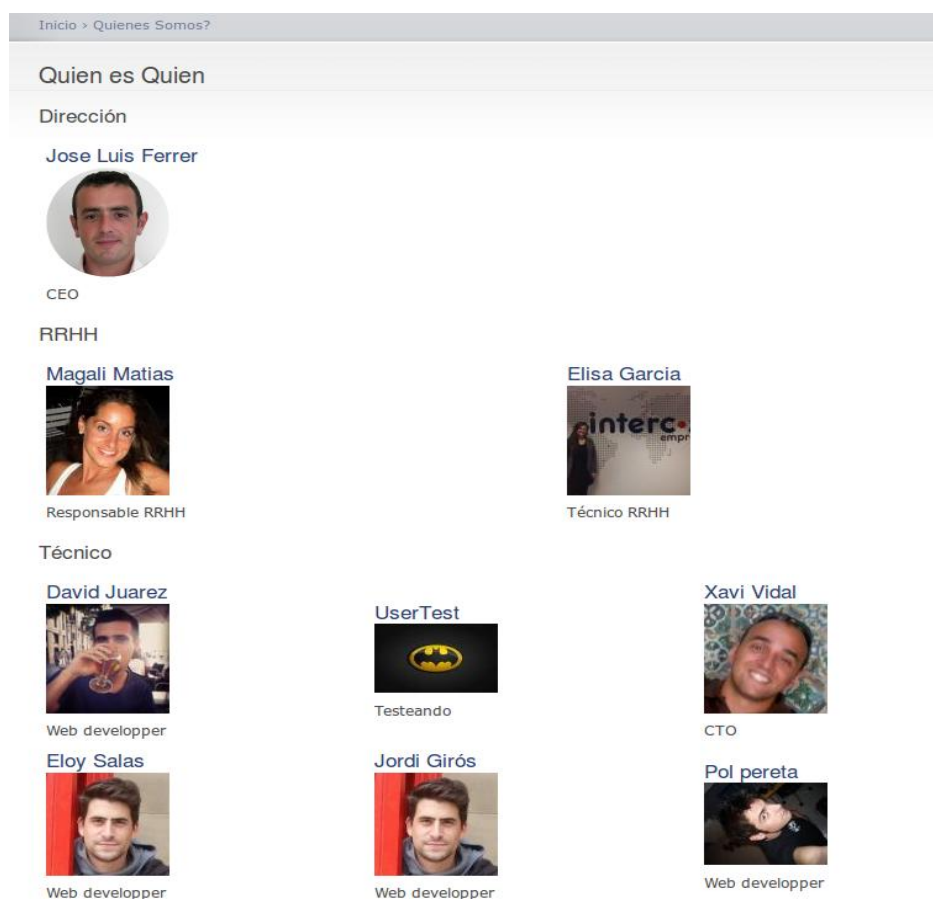 Inicio › Quienes Somos?
Quien es Quien
Dirección
Jose Luis Ferrer
CEO
RRHH
Magali Matias
Elisa Garcia
interc
empr
Responsable RRHH
Técnico RRHH
Técnico
David Juarez
UserTest
Xavi Vidal
Web developper
Testeando
CTO
Eloy Salas
Jordi Girós
Pol pereta
Web developper
Web developper
Web developper